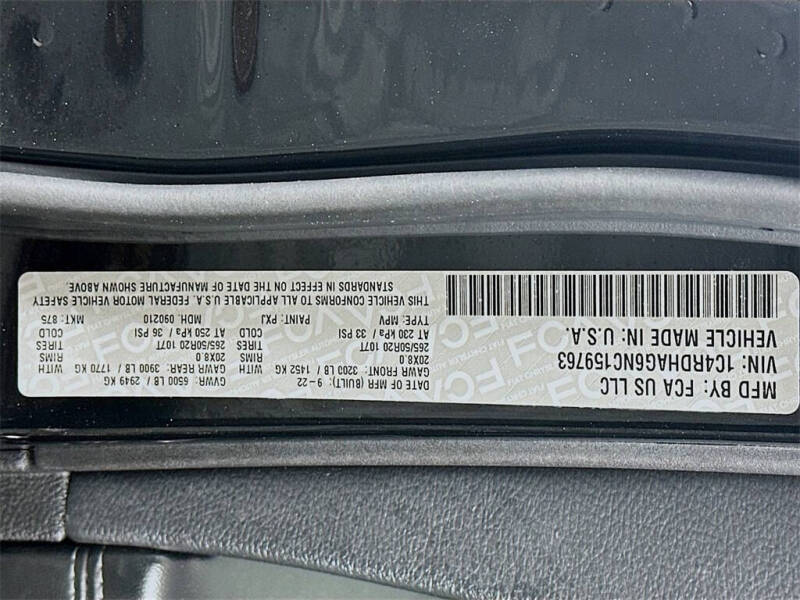 MFD BY: FCA US LLC
VIN: 1C4RDHAG6NC159763
VEHICLE MADE IN: U.S.A.
DATE OF MFR (BUILT): 9-22 GVWR: 6500 LB / 2949 KG
GAWR FRONT: 3203 LB / 1452 KG WITH GAWR REAR: 3900 LB / 1770 KG WITH
20X8.0 RIMS 20X8.0 RIMS
265/50R20 107T TIRES 265/50R20 107T TIRES
AT 230 kPa / 33 PSI COLD AT 250 kPa / 36 PSI COLD
TYPE: MPV PAINT: PXJ MDH: 092910 MKT: 875
THIS VEHICLE CONFORMS TO ALL APPLICABLE U.S.A. FEDERAL MOTOR VEHICLE SAFETY
STANDARDS IN EFFECT ON THE DATE OF MANUFACTURE SHOWN ABOVE.